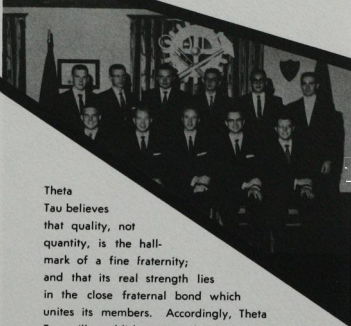 Theta
Tau believes
that quality, not
quantity, is the hall-
mark of a fine fraternity;
and that its real strength lies
in the close fraternal bond which
unites its members. Accordingly, Theta